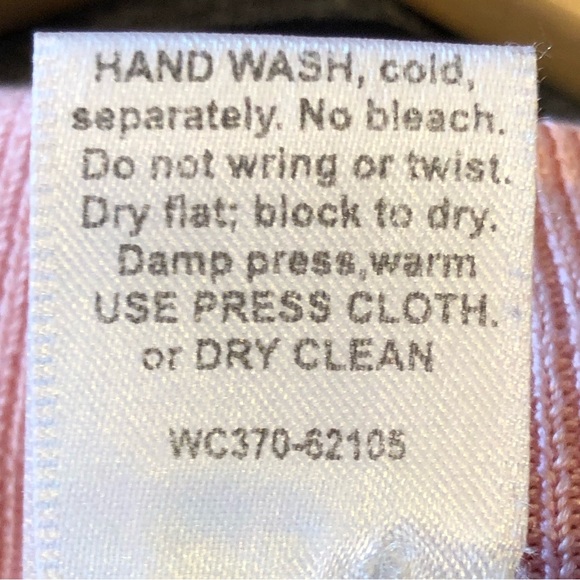 HAND WASH, cold,
separately. No bleach.
Do not wring or twist.
Dry flat; block to dry.
Damp press,warm
USE PRESS CLOTH.
or DRY CLEAN
WC370-62105